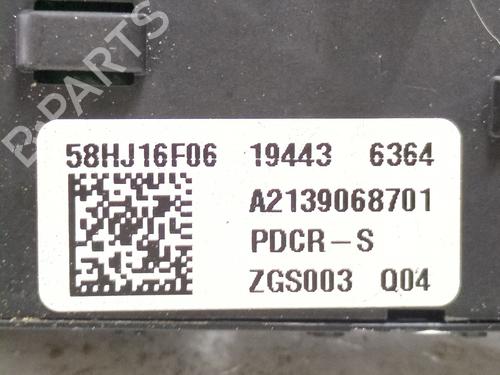 B-PARTS
58HJ16F06 19443 6364
A2139068701
PDCR-S
ZGS003 Q04